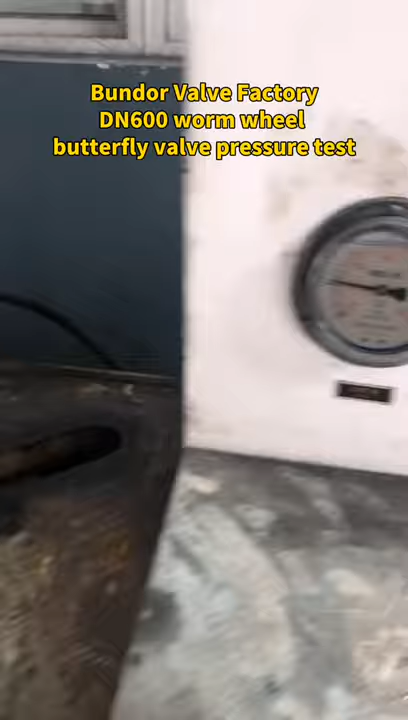 Bundor Valve Factory
DN600 worm wheel
butterfly valve pressure test